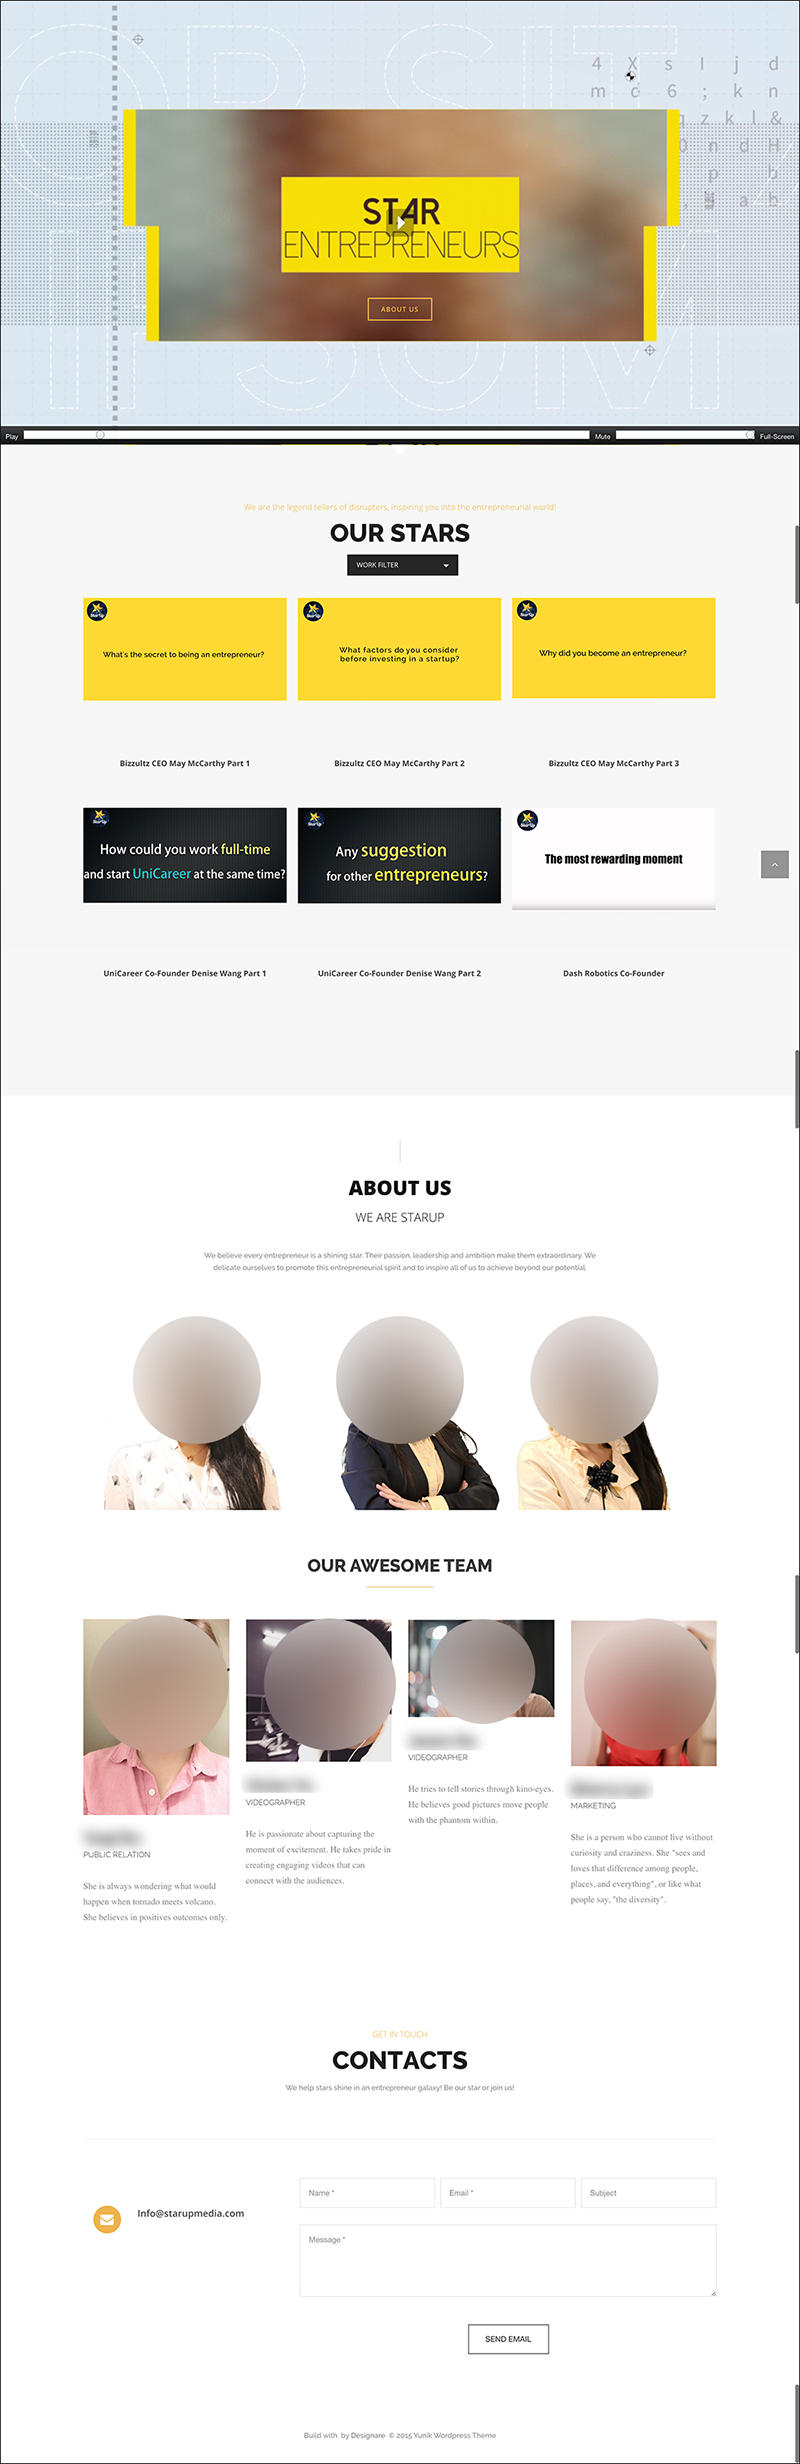 4 X s I j d
m c 6 ; k n
q z k l &
0 n d H
p b
, a b
STAR
ENTREPRENEURS
ABOUT US
Play
Mute
Full-Screen
We are the legend tellers of disrupters, inspiring you into the entrepreneurial world!
OUR STARS
WORK FILTER
StarUp
What's the secret to being an entrepreneur?
StarUp
What factors do you consider
before investing in a startup?
StarUp
Why did you become an entrepreneur?
Bizzultz CEO May McCarthy Part 1
Bizzultz CEO May McCarthy Part 2
Bizzultz CEO May McCarthy Part 3
StarUp
How could you work full-time
and start UniCareer at the same time?
StarUp
Any suggestion
for other entrepreneurs?
StarUp
The most rewarding moment
UniCareer Co-Founder Denise Wang Part 1
UniCareer Co-Founder Denise Wang Part 2
Dash Robotics Co-Founder
ABOUT US
WE ARE STARUP
We believe every entrepreneur is a shining star. Their passion, leadership and ambition make them extraordinary. We
delicate ourselves to promote this entrepreneurial spirit and to inspire all of us to achieve beyond our potential.
OUR AWESOME TEAM
PUBLIC RELATION
She is always wondering what would
happen when tornado meets volcano.
She believes in positives outcomes only.
VIDEOGRAPHER
He is passionate about capturing the
moment of excitement. He takes pride in
creating engaging videos that can
connect with the audiences.
VIDEOGRAPHER
He tries to tell stories through kino-eyes.
He believes good pictures move people
with the phantom within.
MARKETING
She is a person who cannot live without
curiosity and craziness. She "sees and
loves that difference among people,
places, and everything", or like what
people say, "the diversity".
GET IN TOUCH
CONTACTS
We help stars shine in an entrepreneur galaxy! Be our star or join us!
Info@starupmedia.com
Name *
Email *
Subject
Message *
SEND EMAIL
Build with by Designare © 2015 Yunik Wordpress Theme